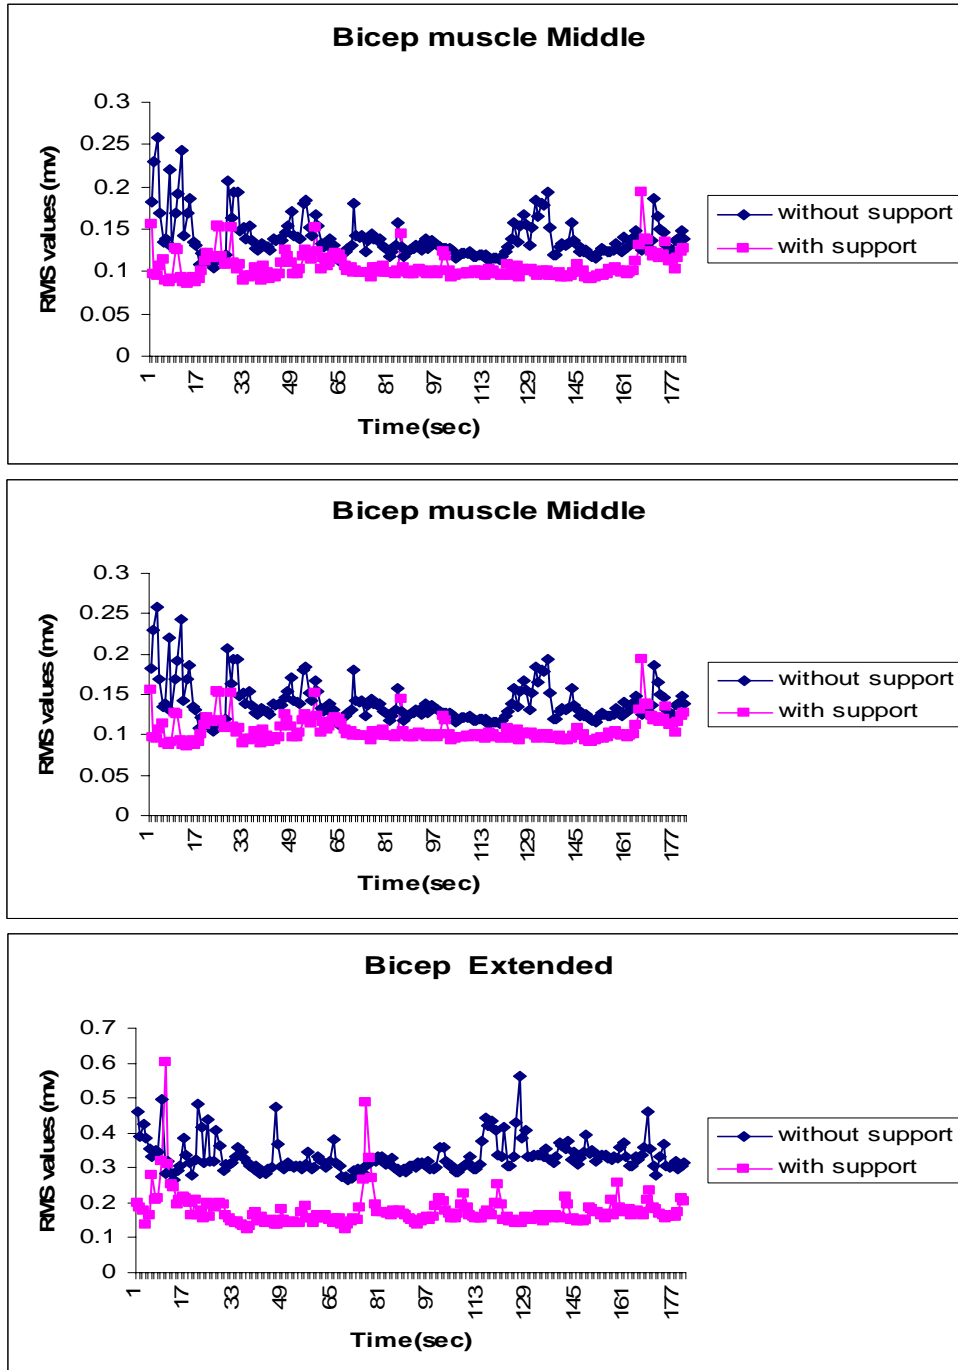 Bicep muscle Middle
0.3
0.25
0.2
0.15
0.1
0.05
0
RMS values (mv)
1 17 33 49 65 81 97 113 129 145 161 177
Time(sec)
without support
with support
Bicep muscle Middle
0.3
0.25
0.2
0.15
0.1
0.05
0
RMS values (mv)
1 17 33 49 65 81 97 113 129 145 161 177
Time(sec)
without support
with support
Bicep Extended
0.7
0.6
0.5
0.4
0.3
0.2
0.1
0
RMS values (mv)
1 17 33 49 65 81 97 113 129 145 161 177
Time(sec)
without support
with support